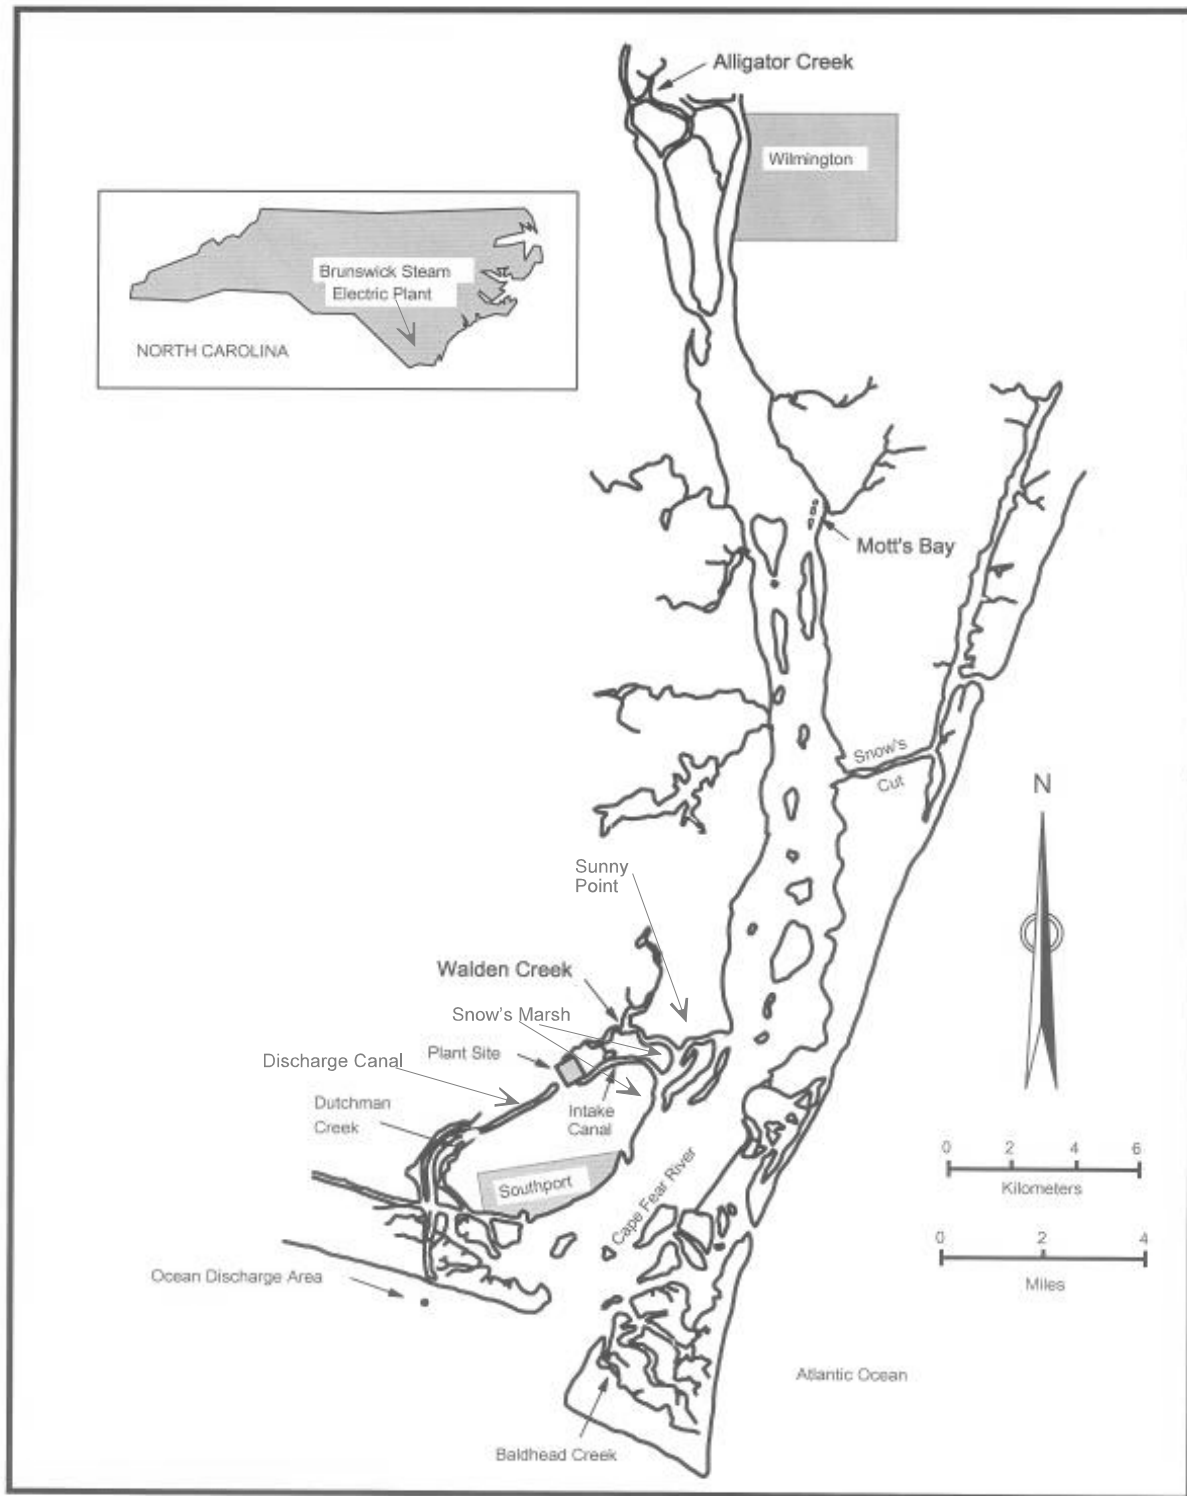 Alligator Creek
Wilmington
Brunswick Steam
Electric Plant
NORTH CAROLINA
Mott's Bay
Snow's
Cut
N
Sunny
Point
Walden Creek
Snow's Marsh
Plant Site
Discharge Canal
Intake
Canal
Dutchman
Creek
Southport
Cape Fear River
0 2 4 6
Kilometers
0 2 4
Miles
Ocean Discharge Area
Atlantic Ocean
Baldhead Creek